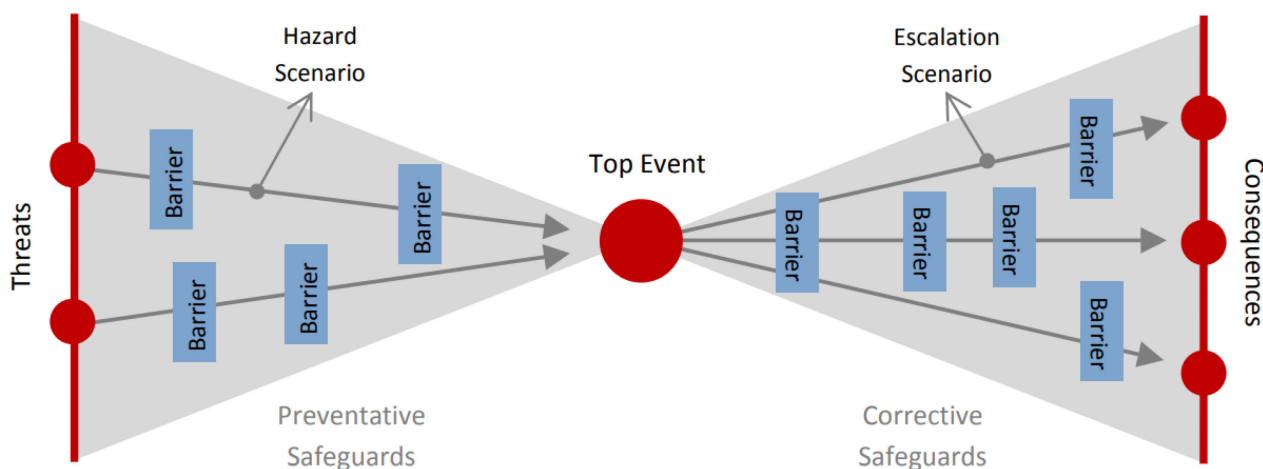 Hazard
Scenario
Escalation
Scenario
Top Event
Threats
Barrier
Barrier
Barrier
Barrier
Barrier
Barrier
Barrier
Barrier
Barrier
Consequences
Preventative
Safeguards
Corrective
Safeguards